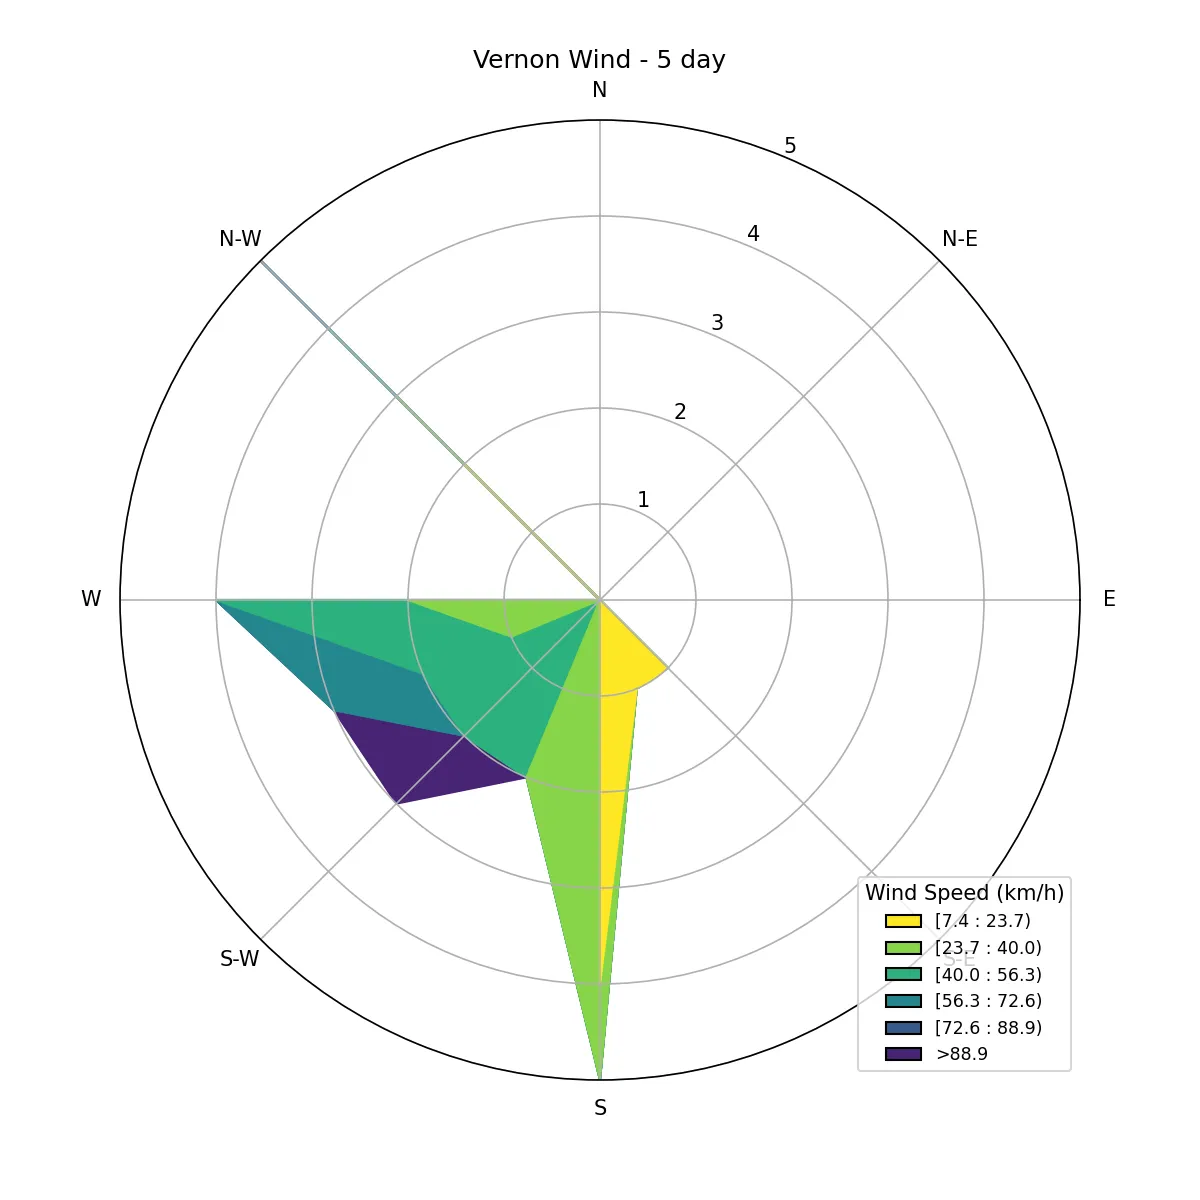 Vernon Wind - 5 day
N
5
N-W
4
N-E
3
2
1
W
E
Wind Speed (km/h)
[7.4 : 23.7)
[23.7 : 40.0)
S-W
S-E
[40.0 : 56.3)
[56.3 : 72.6)
[72.6 : 88.9)
>88.9
S